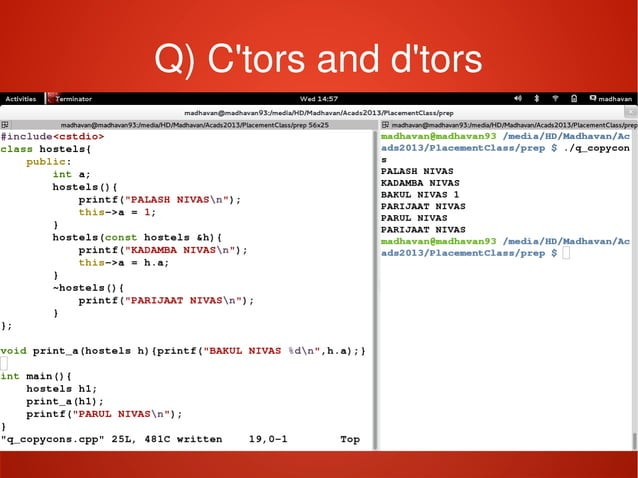 Q) C'tors and d'tors
Activities Terminator Wed 14:57 madhavan
madhavan@madhavan93:/media/HD/Madhavan/Acads2013/PlacementClass/prep
madhavan@madhavan93:/media/HD/Madhavan/Acads2013/PlacementClass/prep 56x25
#include<cstdio>
class hostels{
public:
int a;
hostels(){
printf("PALASH NIVAS\n");
this->a = 1;
}
hostels(const hostels &h){
printf("KADAMBA NIVAS\n");
this->a = h.a;
}
~hostels(){
printf("PARIJAAT NIVAS\n");
}
};
void print_a(hostels h){printf("BAKUL NIVAS %d\n",h.a);}
int main(){
hostels h1;
print_a(h1);
printf("PARUL NIVAS\n");
}
"q_copycons.cpp" 25L, 481C written 19,0-1 Top
madhavan@madhavan93:/media/HD/Madhavan/Acads2013/PlacementClass/prep
madhavan@madhavan93 /media/HD/Madhavan/Ac
ads2013/PlacementClass/prep $ ./q_copycon
s
PALASH NIVAS
KADAMBA NIVAS
BAKUL NIVAS 1
PARIJAAT NIVAS
PARUL NIVAS
PARIJAAT NIVAS
madhavan@madhavan93 /media/HD/Madhavan/Ac
ads2013/PlacementClass/prep $